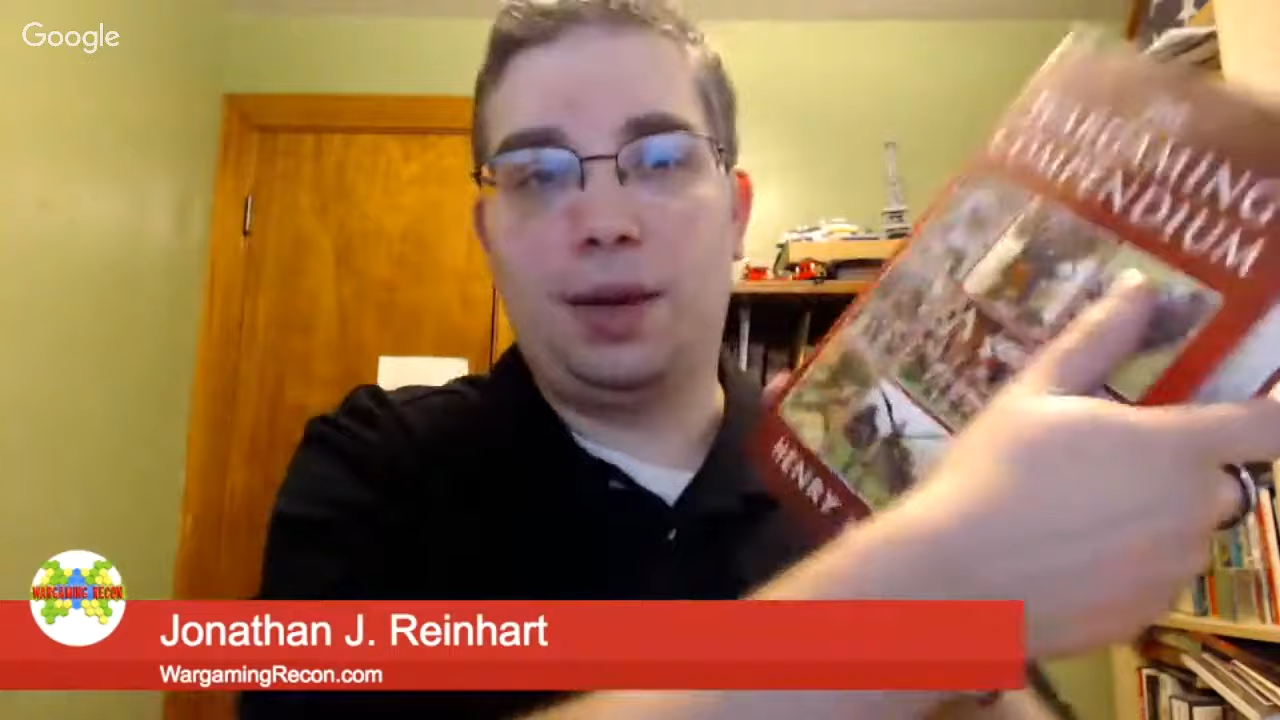 Google
WARGAMING
COMPENDIUM
HENRY
WARGAMING RECON
Jonathan J. Reinhart
WargamingRecon.com